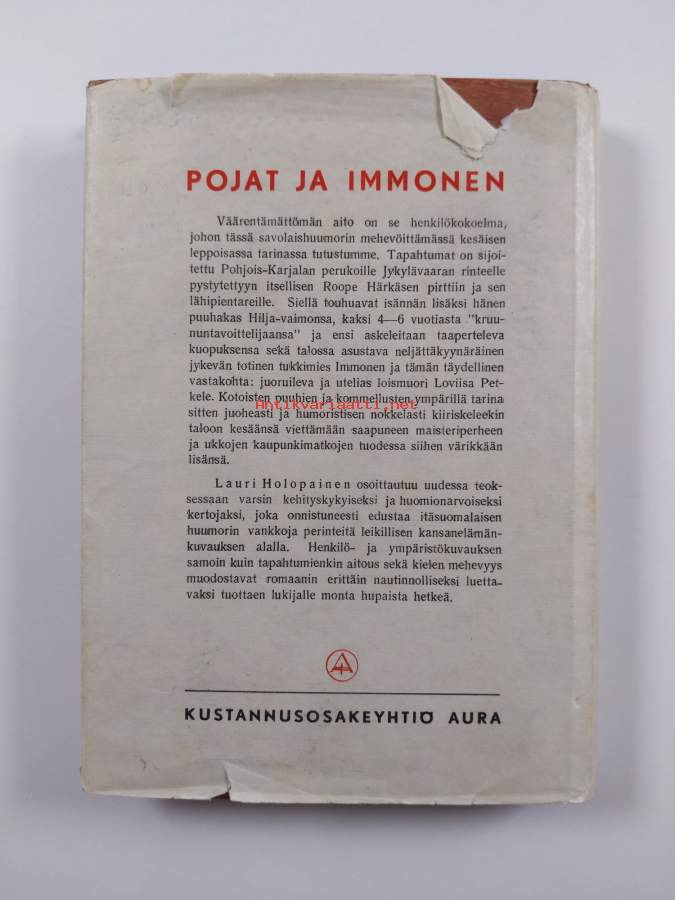 POJAT JA IMMONEN
Väärentämättömän aito on se henkilökokoelma,
johon tässä savolaishuumorin mehevöittämässä kesäisen
leppoisassa tarinassa tutustumme. Tapahtumat on sijoi-
tettu Pohjois-Karjalan perukoille Jykylävaaran rinteelle
pystytettyyn itsellisen Roope Härkäsen pirttiin ja sen
lähipientareille. Siellä touhuavat isännän lisäksi hänen
puuhakas Hilja-vaimonsa, kaksi 4—6 vuotiasta "kruu-
nuntavoittelijaansa" ja ensi askeleitaan taaperteleva
kuopuksensa sekä talossa asustava neljättäkyynäräinen
jykevän totinen tukkimies Immonen ja tämän täydellinen
vastakohta: juoruileva ja utelias loismuori Loviisa Pet-
kele. Kotoisten puuhien ja kommellusten ympärillä tarina
Antikvariaatti.net
sitten juoheasti ja humoristisen nokkelasti kiiriskeleekin
taloon kesäänsä viettämään saapuneen maisteriperheen
ja ukkojen kaupunkimatkojen tuodessa siihen värikkään
lisänsä.
Lauri Holopainen osoittautuu uudessa teok-
sessaan varsin kehityskykyiseksi ja huomionarvoiseksi
kertojaksi, joka onnistuneesti edustaa itäsuomalaisen
huumorin vankkoja perinteitä leikillisen kansanelämän-
kuvauksen alalla. Henkilö- ja ympäristökuvauksen
samoin kuin tapahtumienkin aitous sekä kielen mehevyys
muodostavat romaanin erittäin nautinnolliseksi luetta-
vaksi tuottaen lukijalle monta hupaista hetkeä.
KUSTANNUSOSAKEYHTIÖ AURA